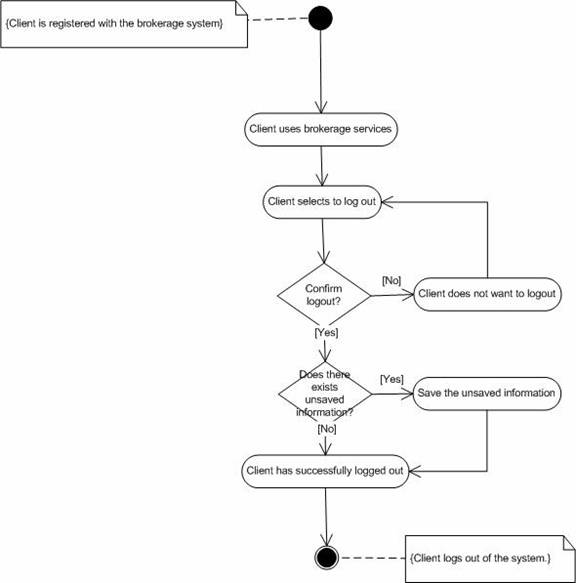 {Client is registered with the brokerage system}
Client uses brokerage services
Client selects to log out
Confirm
logout?
[No]
Client does not want to logout
[Yes]
Does there
exists
unsaved
information?
[Yes]
Save the unsaved information
[No]
Client has successfully logged out
{Client logs out of the system.}